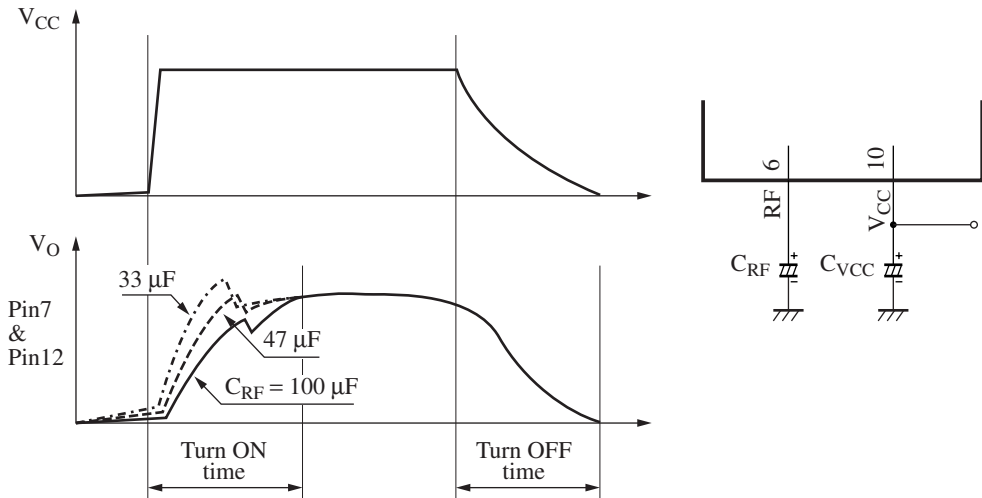 VCC
VO
33 µF
Pin7
&
Pin12
47 µF
CRF = 100 µF
Turn ON
time
Turn OFF
time
6
10
RF
VCC
CRF
+
–
CVCC
+
–